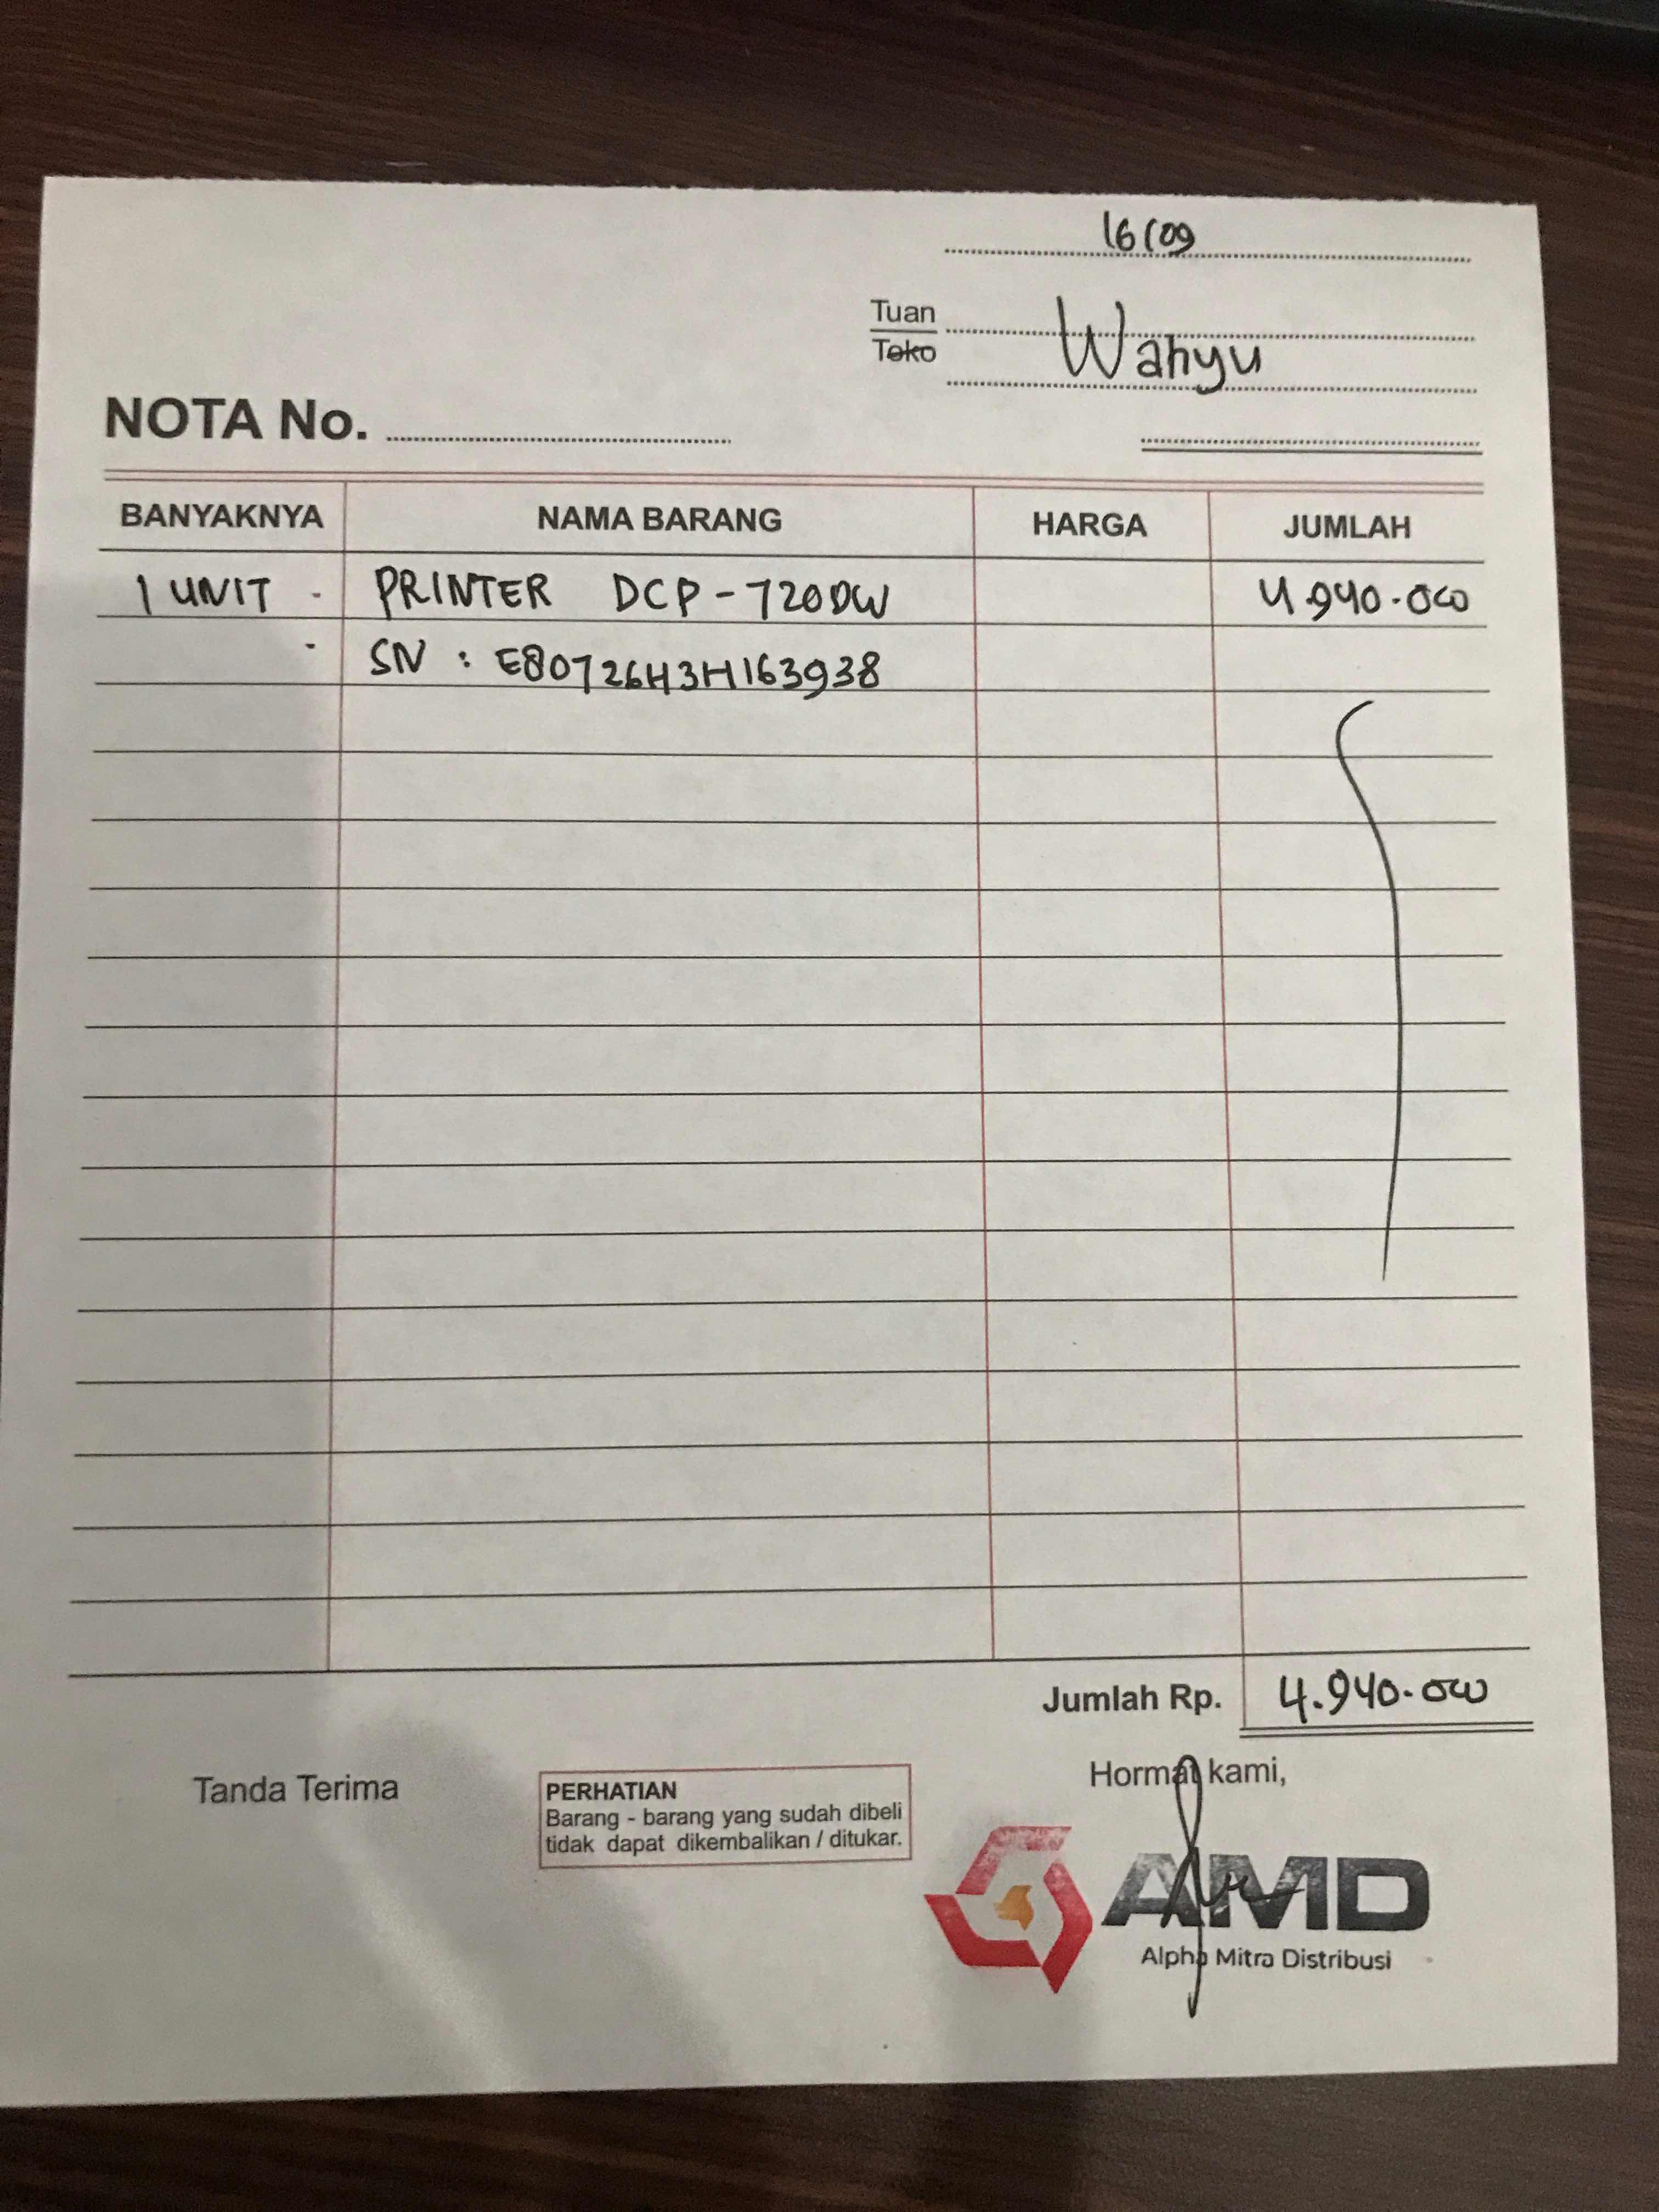 16/09
Tuan
Toko
Wahyu
NOTA No.
BANYAKNYA NAMA BARANG HARGA JUMLAH
1 UNIT PRINTER DCP-720DW 4.940.000
SN : E80726H3H163938
Jumlah Rp. 4.940.000
Tanda Terima
PERHATIAN
Barang - barang yang sudah dibeli
tidak dapat dikembalikan / ditukar.
Hormat kami,
AMD
Alpha Mitra Distribusi